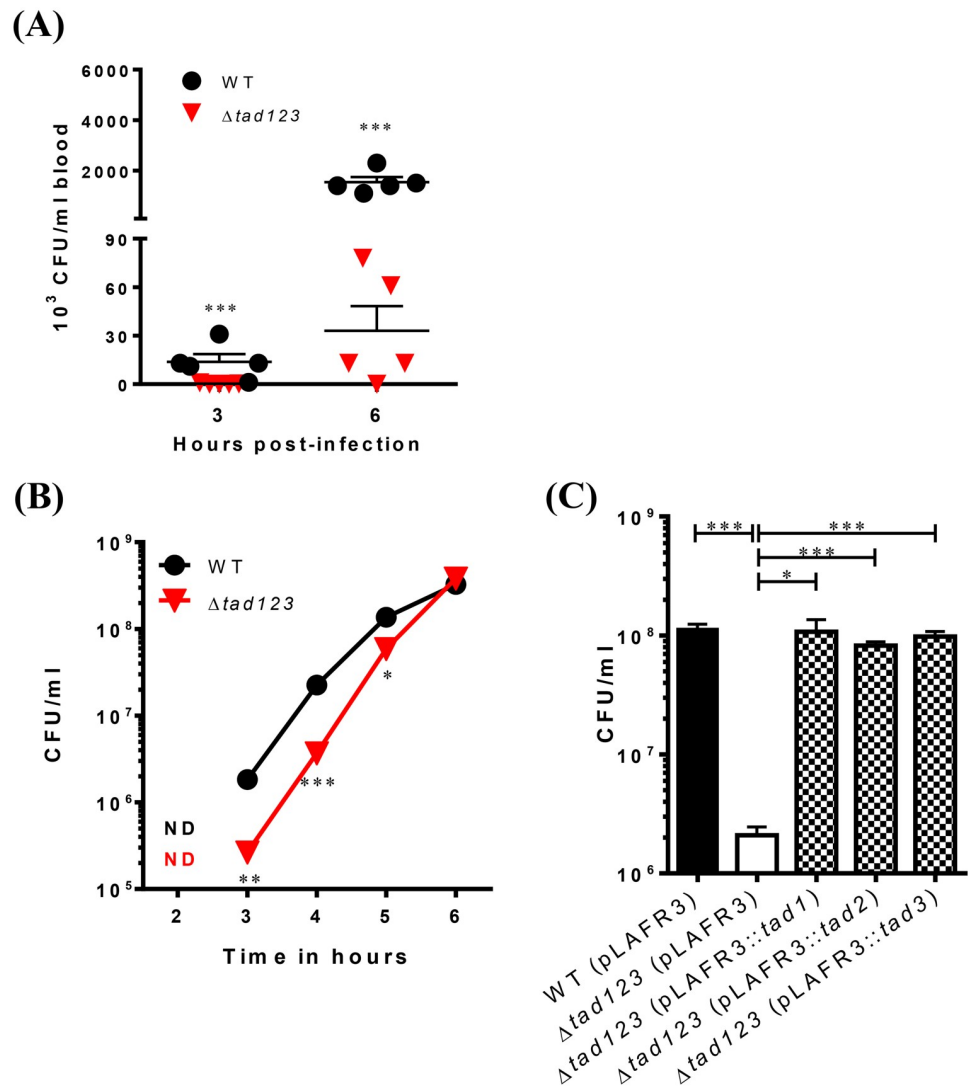 (A)
6000
4000
2000
90
60
30
0
10³ CFU/ml blood
WT
Δtad123
***
***
3
6
Hours post-infection
(B)
10⁹
10⁸
10⁷
10⁶
10⁵
CFU/ml
WT
Δtad123
ND
ND
**
***
*
2 3 4 5 6
Time in hours
(C)
10⁹
10⁸
10⁷
10⁶
CFU/ml
*** ***
***
*
WT (pLAFR3)
Δtad123 (pLAFR3)
Δtad123 (pLAFR3::tad1)
Δtad123 (pLAFR3::tad2)
Δtad123 (pLAFR3::tad3)